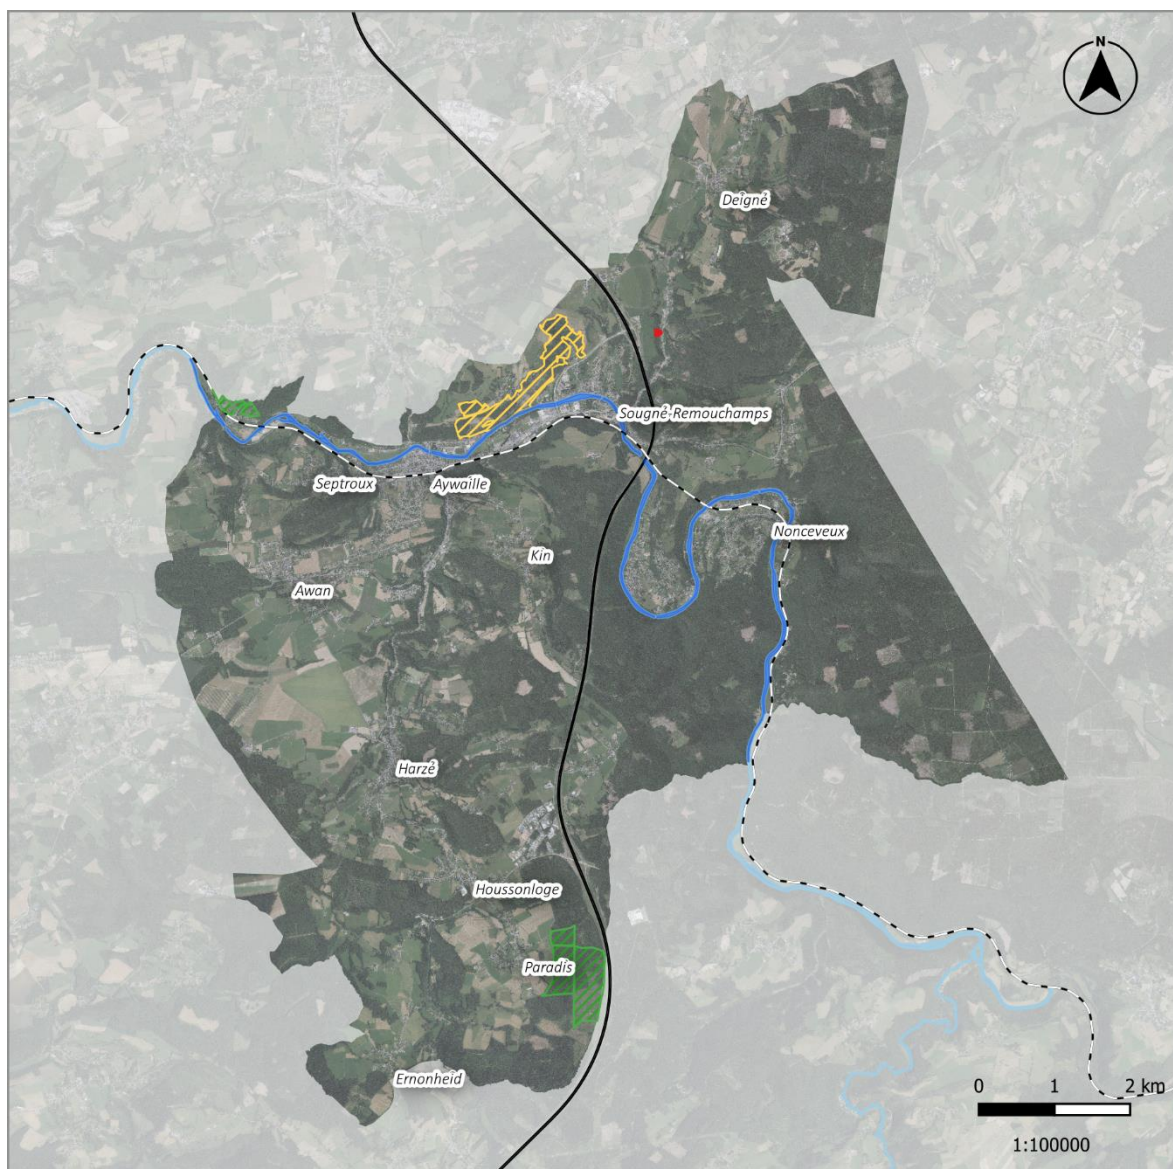 N
Deigné
Sougné-Remouchamps
Septroux
Aywaille
Nonceveux
Kin
Awan
Harzé
Houssonloge
Paradis
Ernonheid
0 1 2 km
1:100000